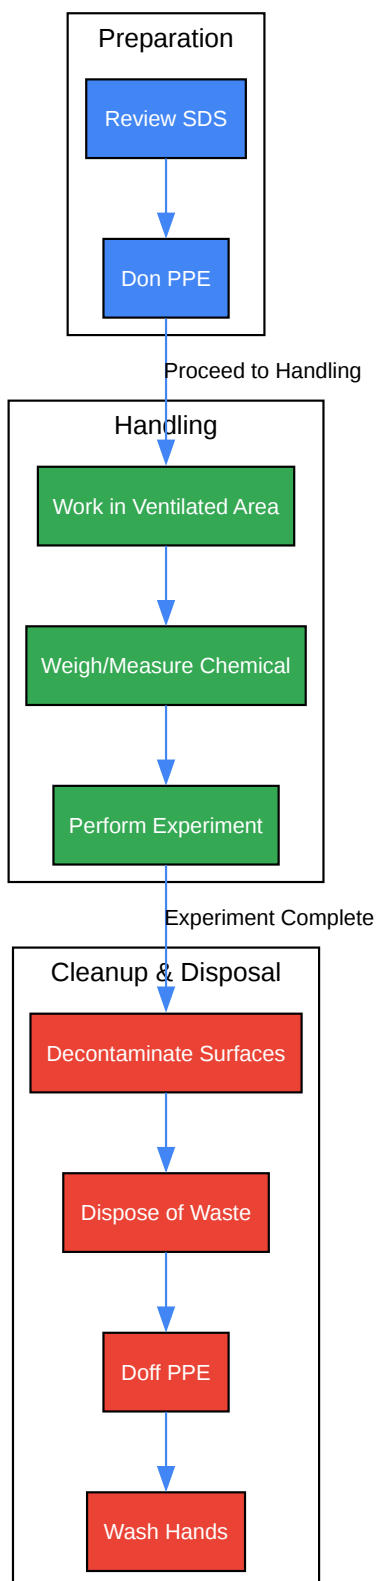 Preparation
Review SDS
Don PPE
Proceed to Handling
Handling
Work in Ventilated Area
Weigh/Measure Chemical
Perform Experiment
Experiment Complete
Cleanup & Disposal
Decontaminate Surfaces
Dispose of Waste
Doff PPE
Wash Hands